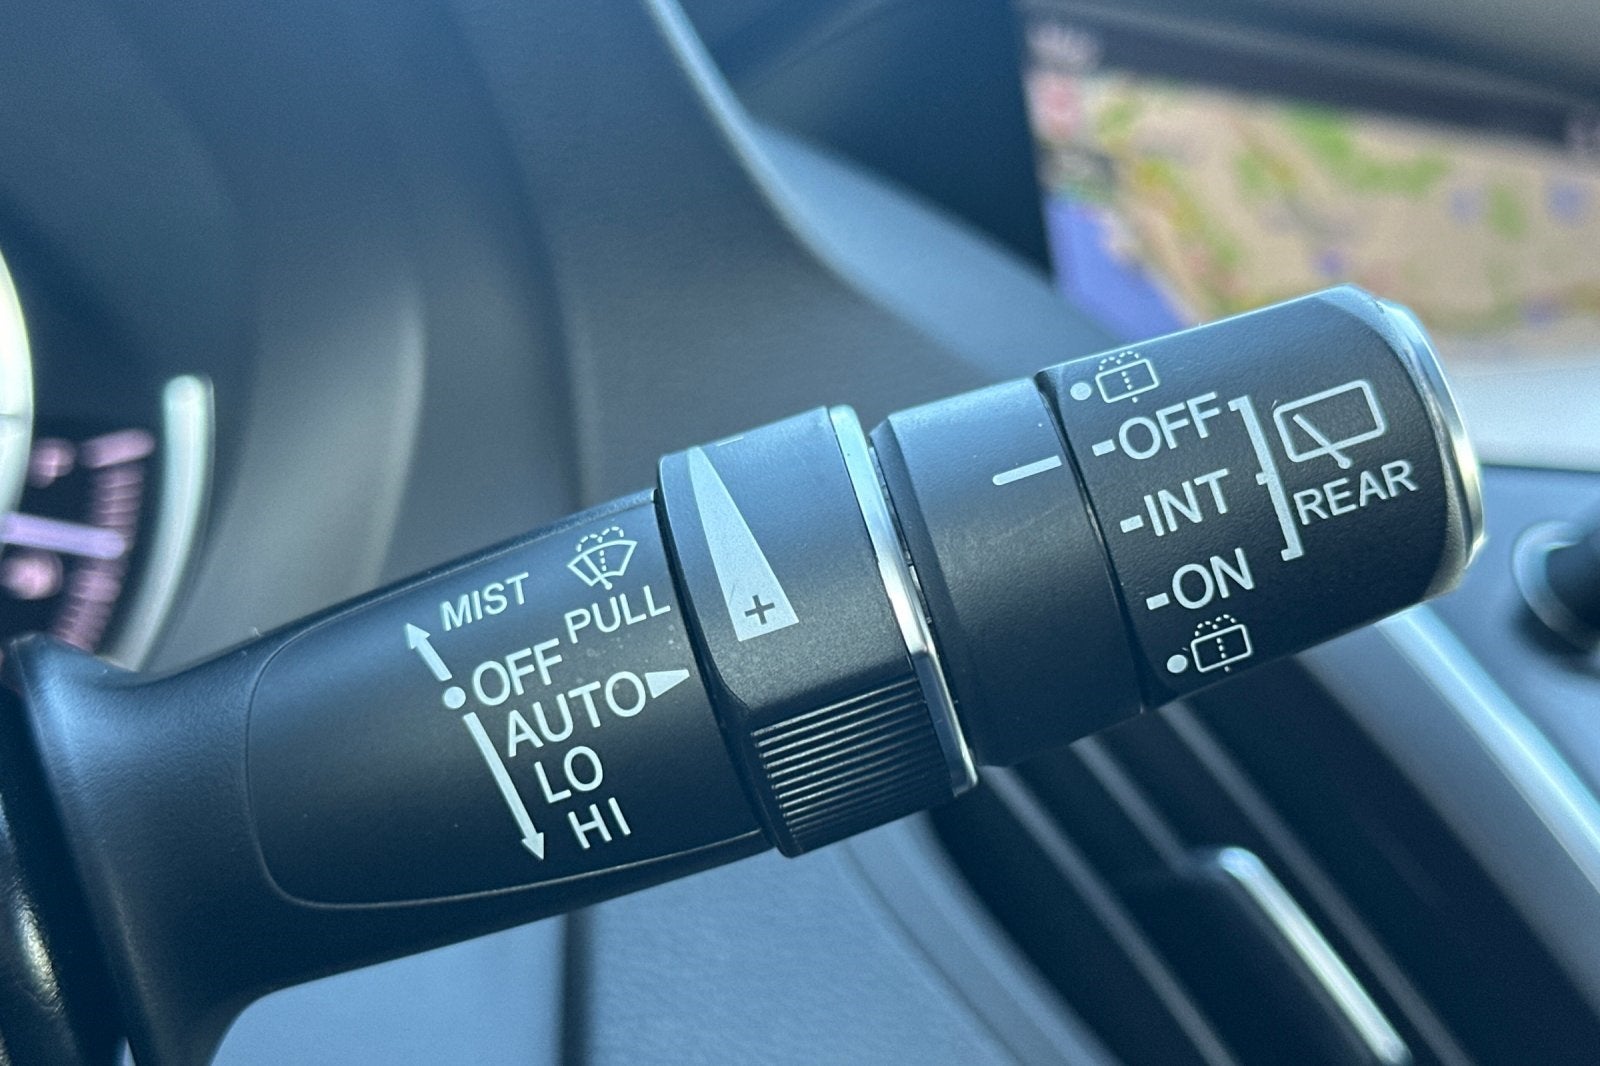 MIST
PULL
OFF
AUTO
LO
HI
+
-OFF
-INT
-ON
REAR